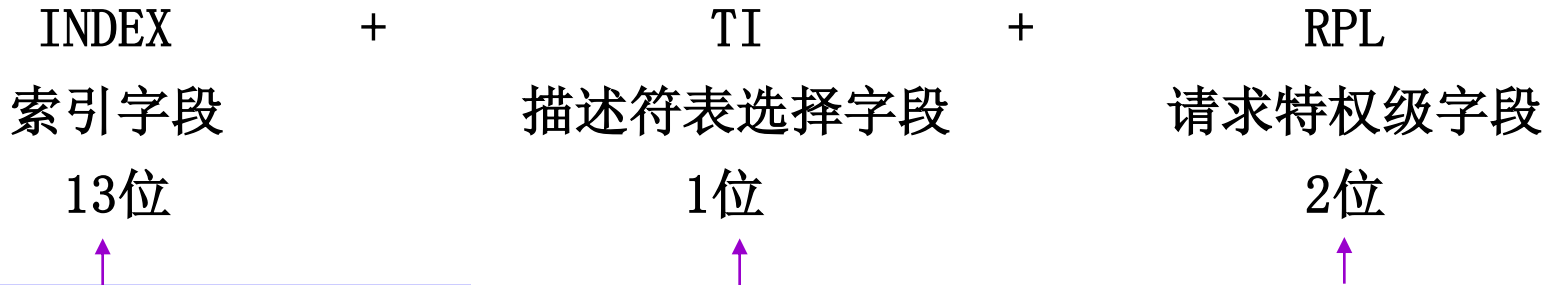 INDEX + TI + RPL
索引字段 描述符表选择字段 请求特权级字段
13位 1位 2位